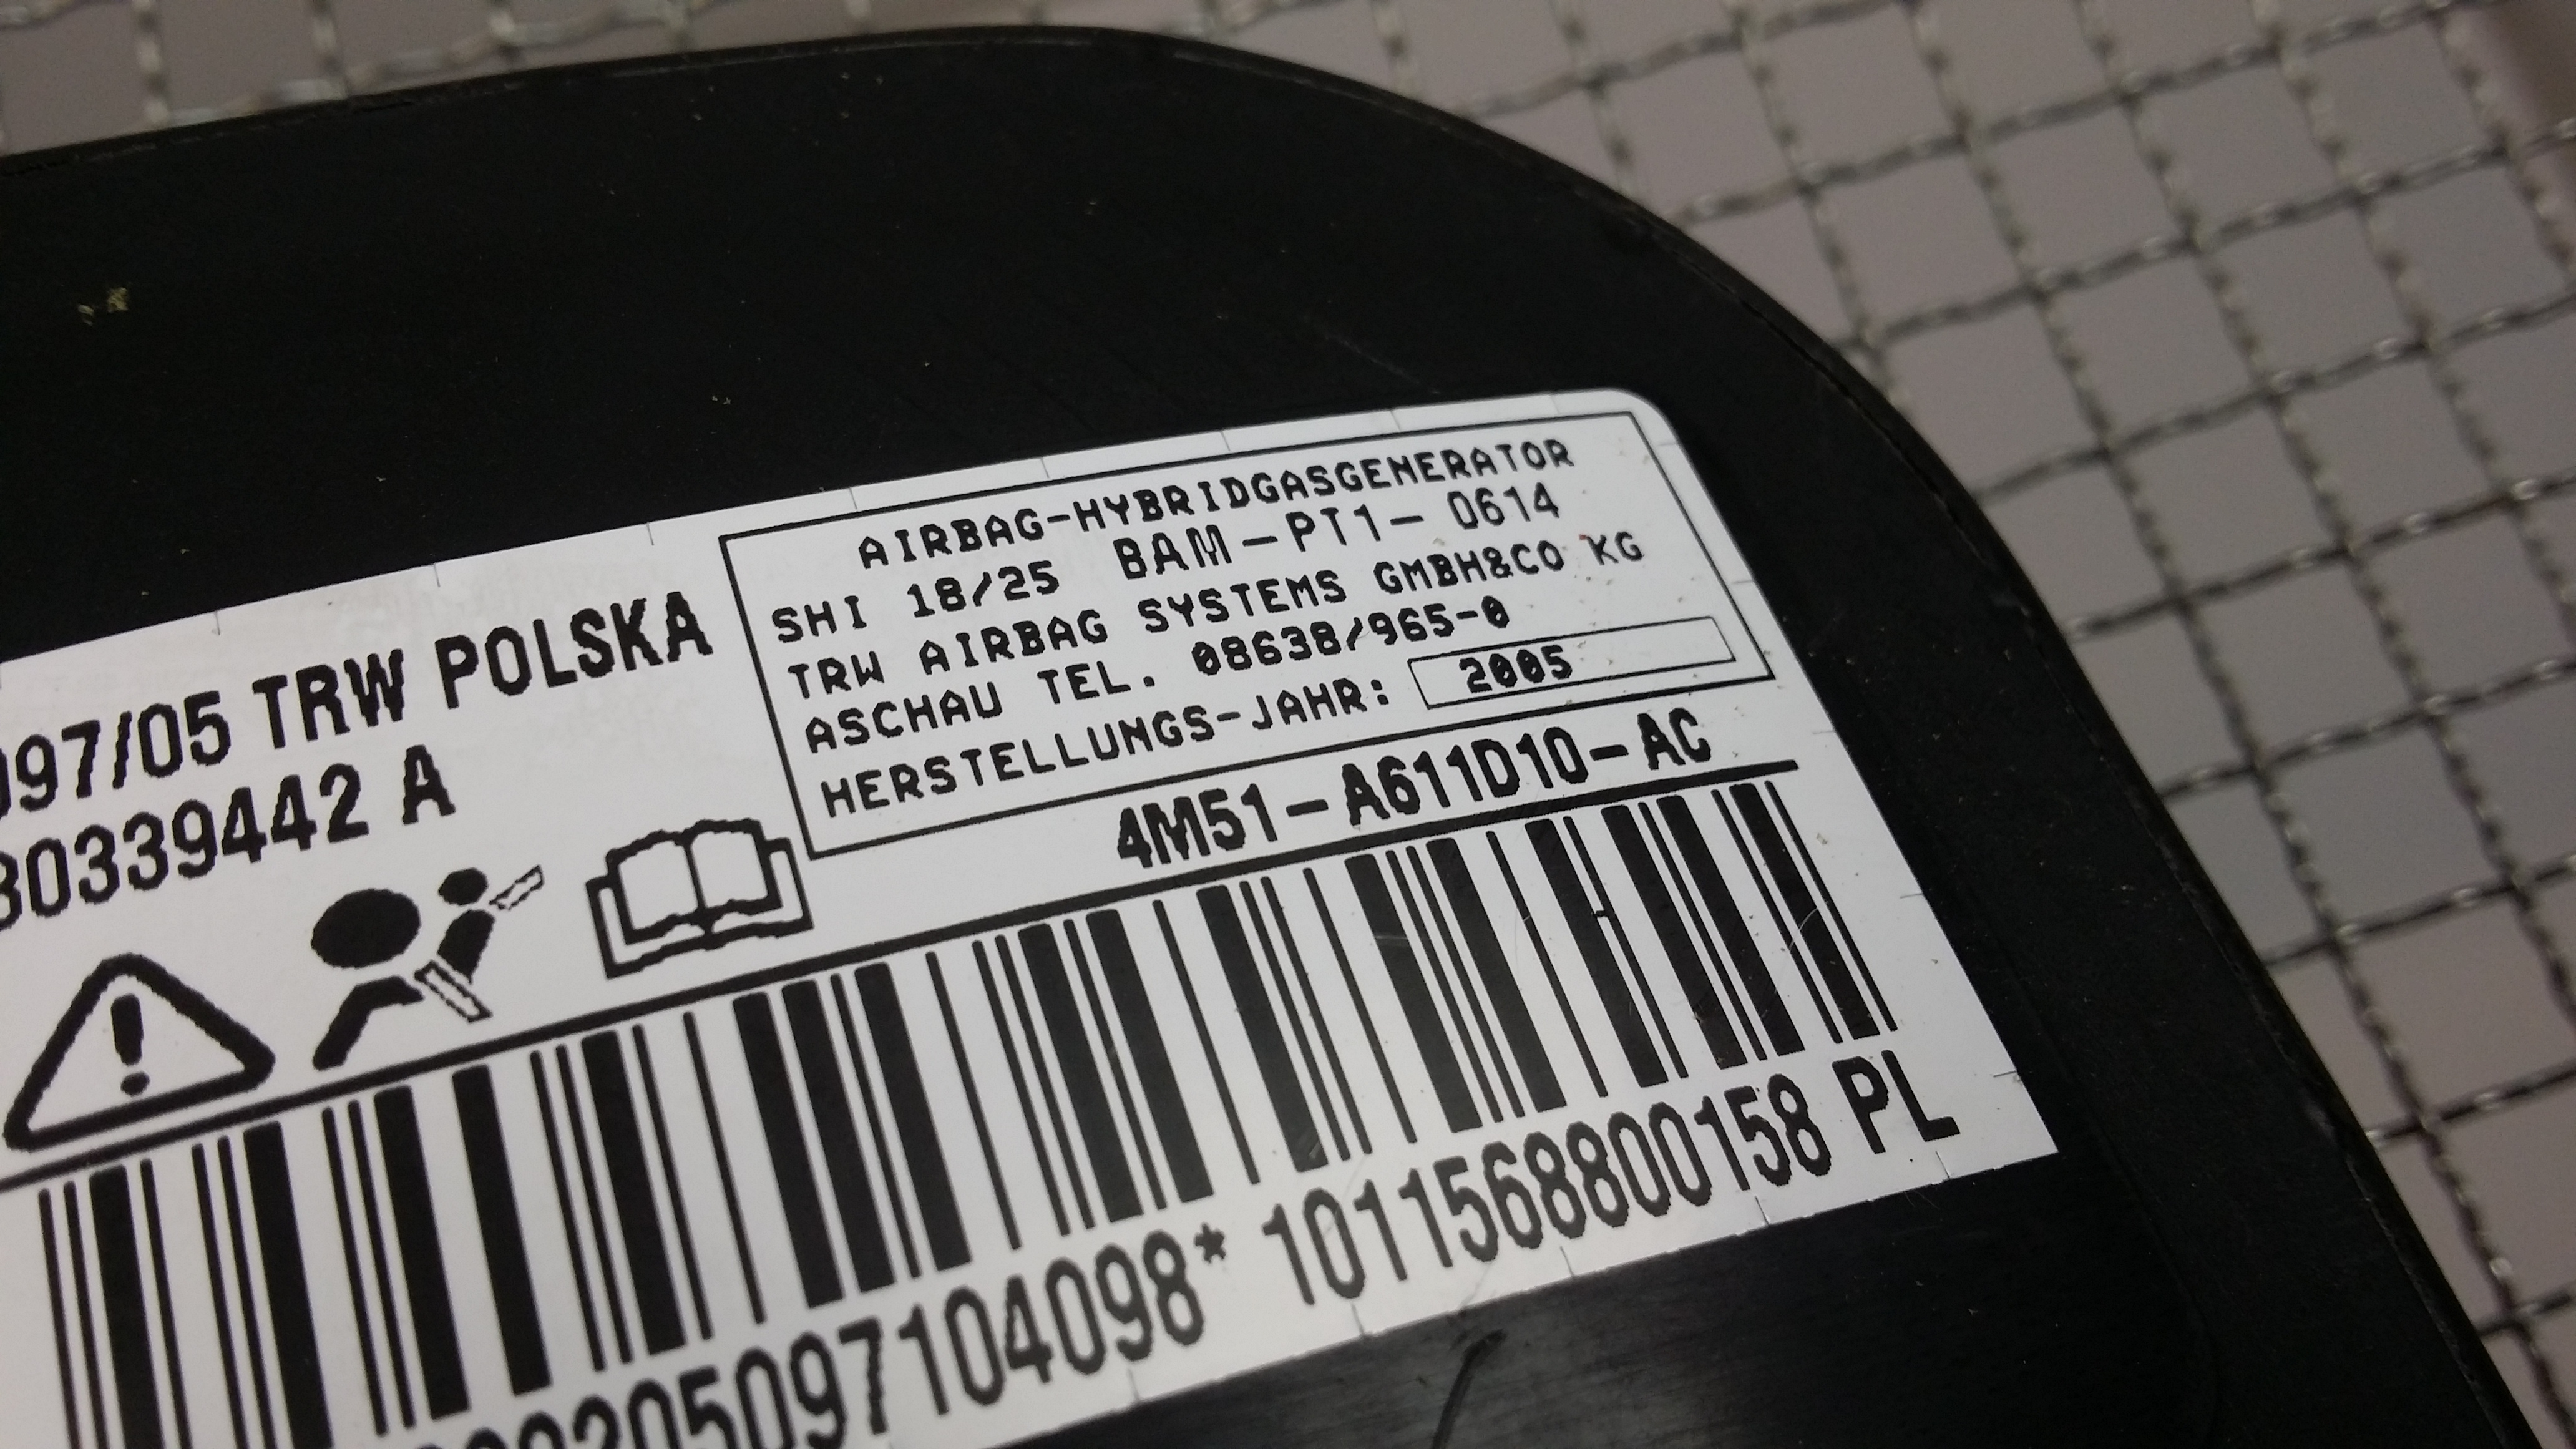 097/05 TRW POLSKA
30339442 A
AIRBAG-HYBRIDGASGENERATOR
SHI 18/25 BAM-PT1- 0614
TRW AIRBAG SYSTEMS GMBH&CO KG
ASCHAU TEL. 08638/965-0
HERSTELLUNGS-JAHR: 2005
4M51-A611D10-AC
1011568800158 PL